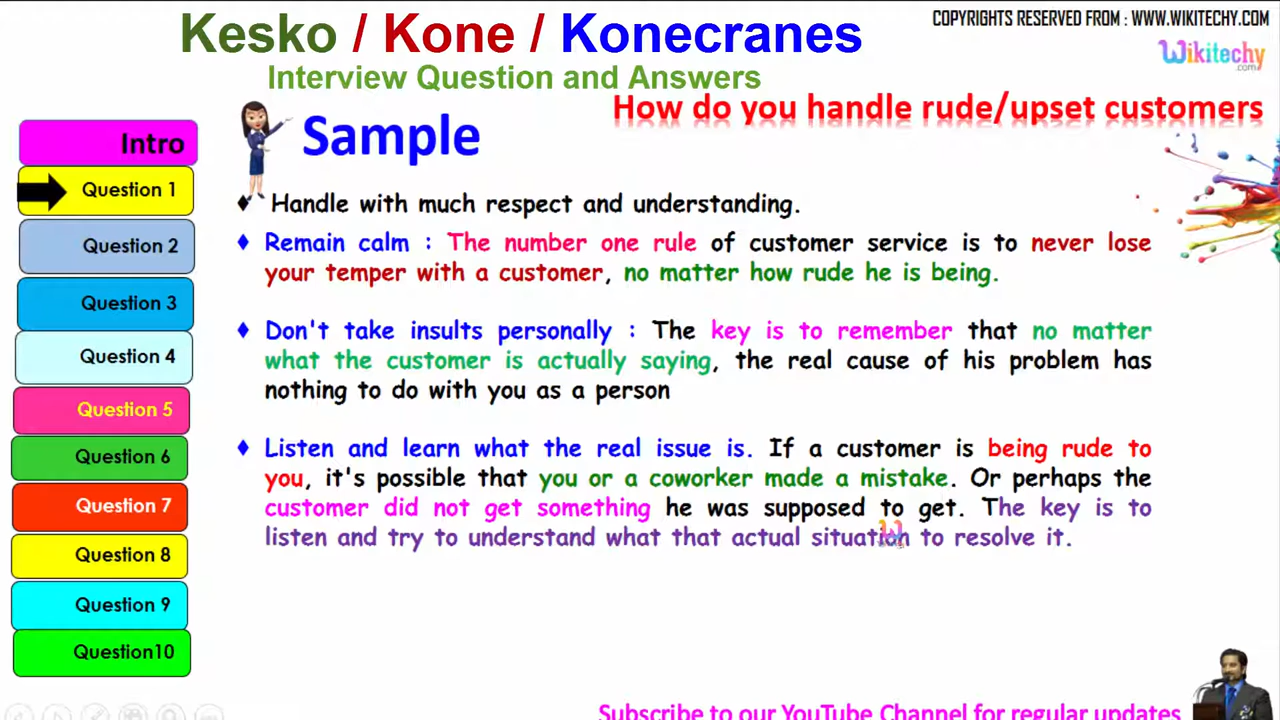 Kesko / Kone / Konecranes
COPYRIGHTS RESERVED FROM : WWW.WIKITECHY.COM
Wikitechy
.com
Interview Question and Answers
How do you handle rude/upset customers
Sample
Intro
Question 1
Question 2
Question 3
Question 4
Question 5
Question 6
Question 7
Question 8
Question 9
Question10
♦ Handle with much respect and understanding.
♦ Remain calm : The number one rule of customer service is to never lose
your temper with a customer, no matter how rude he is being.
♦ Don't take insults personally : The key is to remember that no matter
what the customer is actually saying, the real cause of his problem has
nothing to do with you as a person
♦ Listen and learn what the real issue is. If a customer is being rude to
you, it's possible that you or a coworker made a mistake. Or perhaps the
customer did not get something he was supposed to get. The key is to
listen and try to understand what that actual situation to resolve it.
Subscribe to our YouTube Channel for regular updates